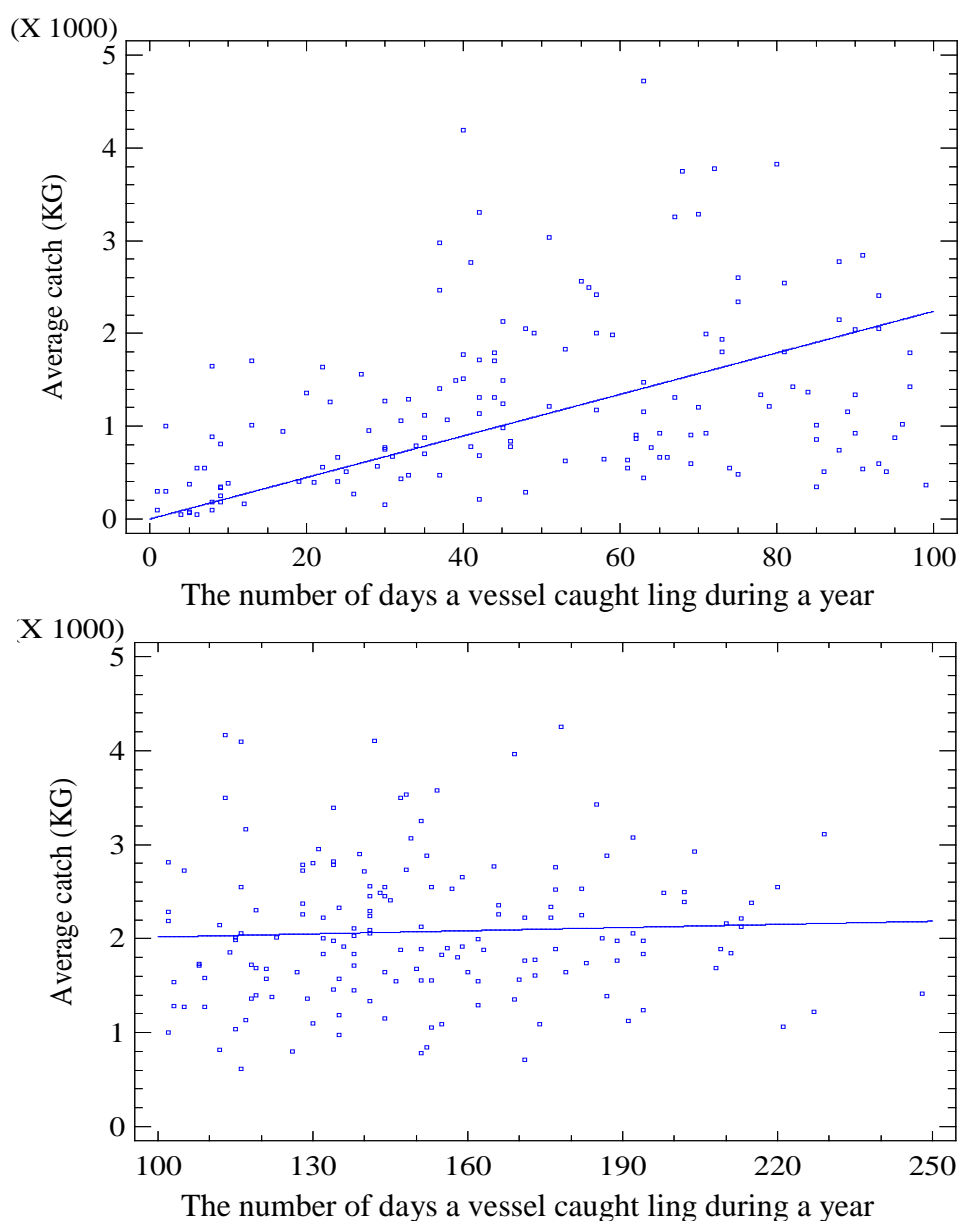 (X 1000)
5
4
3
2
1
0
Average catch (KG)
0 20 40 60 80 100
The number of days a vessel caught ling during a year
(X 1000)
5
4
3
2
1
0
Average catch (KG)
100 130 160 190 220 250
The number of days a vessel caught ling during a year